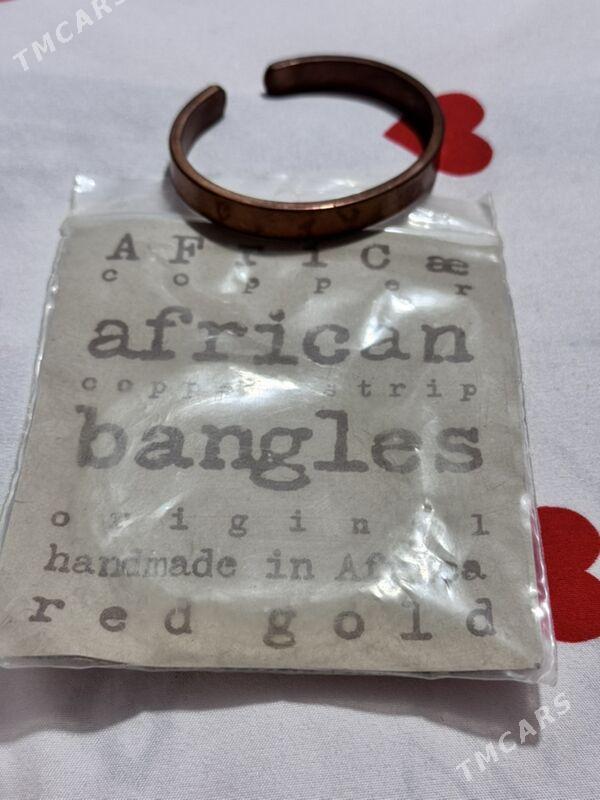 TMCARS
AFricæ
copper
african
copper strip
bangles
original
handmade in Africa
red gold
TMCARS